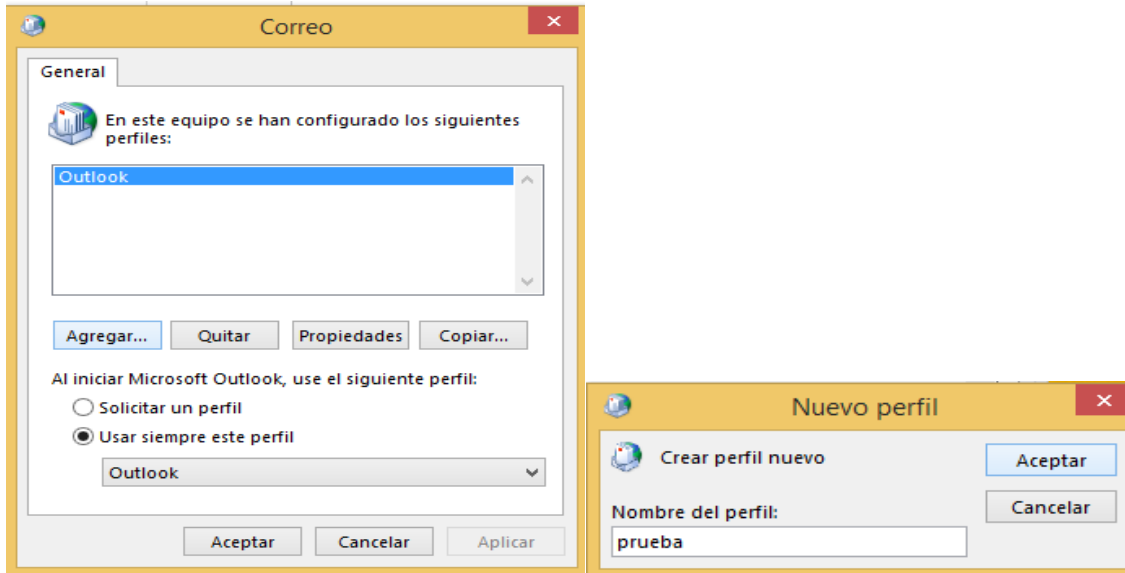 Correo
General
En este equipo se han configurado los siguientes
perfiles:
Outlook
Agregar...
Quitar
Propiedades
Copiar...
Al iniciar Microsoft Outlook, use el siguiente perfil:
Solicitar un perfil
Usar siempre este perfil
Outlook
Aceptar
Cancelar
Aplicar
Nuevo perfil
Crear perfil nuevo
Aceptar
Cancelar
Nombre del perfil:
prueba